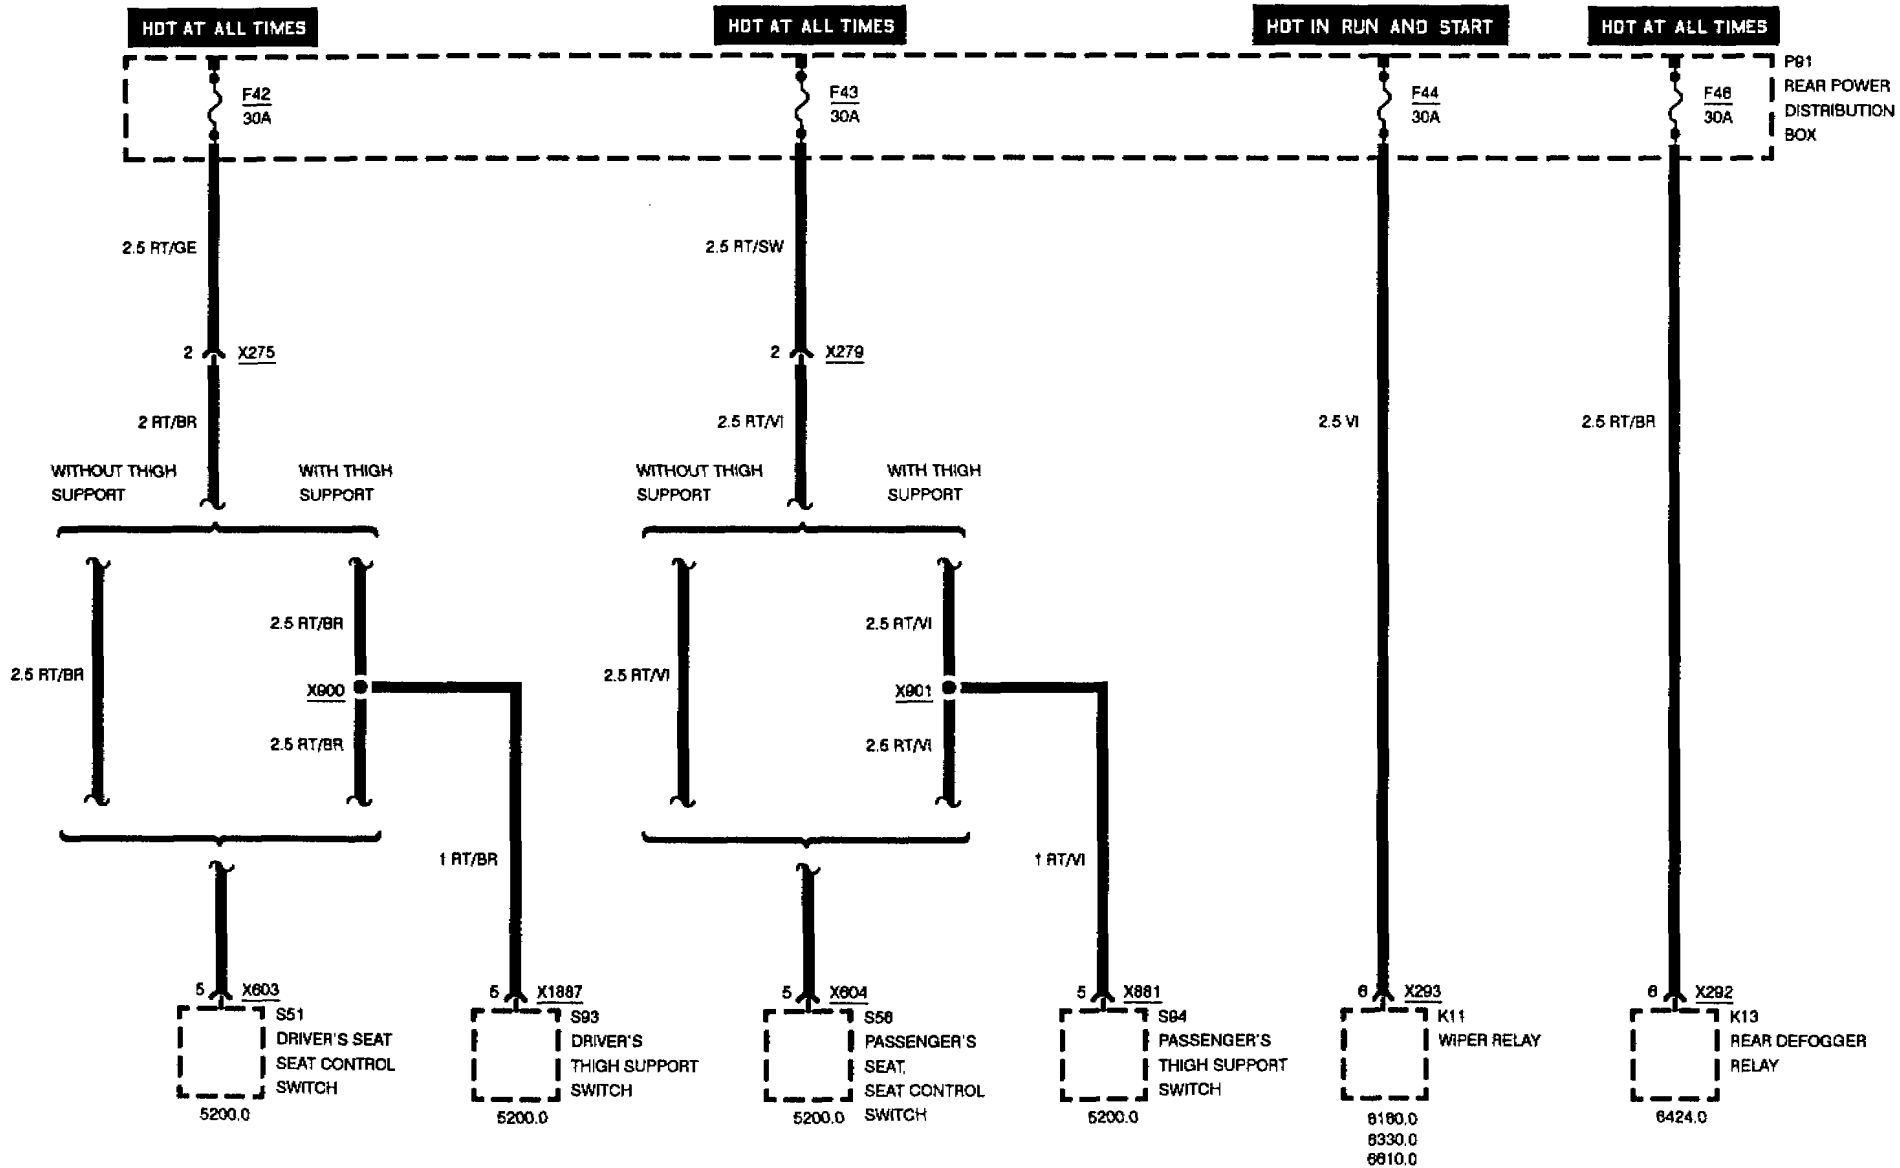 HOT AT ALL TIMES
HOT AT ALL TIMES
HOT IN RUN AND START
HOT AT ALL TIMES
F42
30A
F43
30A
F44
30A
F46
30A
P91
REAR POWER
DISTRIBUTION
BOX
2.5 RT/GE
2.5 RT/SW
2 X275
2 X279
2 RT/BR
2.5 RT/VI
2.5 VI
2.5 RT/BR
WITHOUT THIGH
SUPPORT
WITH THIGH
SUPPORT
WITHOUT THIGH
SUPPORT
WITH THIGH
SUPPORT
2.5 RT/BR
2.5 RT/BR
X900
2.5 RT/BR
2.5 RT/VI
2.5 RT/VI
X901
2.5 RT/VI
1 RT/BR
1 RT/VI
5 X603
S51
DRIVER'S SEAT
SEAT CONTROL
SWITCH
5200.0
5 X1887
S93
DRIVER'S
THIGH SUPPORT
SWITCH
5200.0
5 X604
S56
PASSENGER'S
SEAT,
SEAT CONTROL
SWITCH
5200.0
5 X881
S94
PASSENGER'S
THIGH SUPPORT
SWITCH
5200.0
6 X293
K11
WIPER RELAY
6160.0
6330.0
6610.0
6 X292
K13
REAR DEFOGGER
RELAY
6424.0